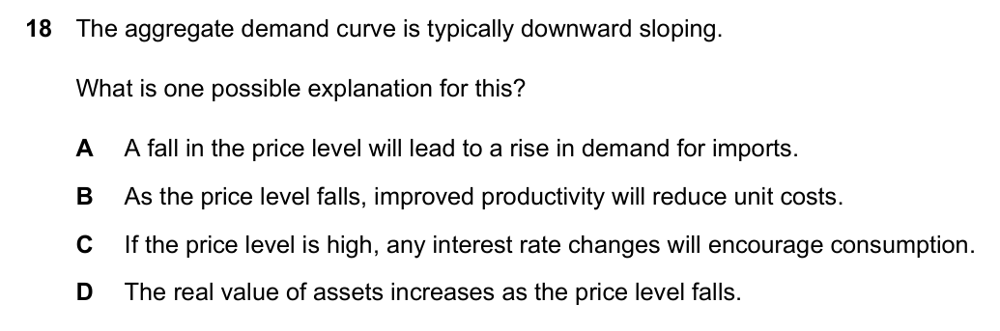 18 The aggregate demand curve is typically downward sloping.
What is one possible explanation for this?
A A fall in the price level will lead to a rise in demand for imports.
B As the price level falls, improved productivity will reduce unit costs.
C If the price level is high, any interest rate changes will encourage consumption.
D The real value of assets increases as the price level falls.